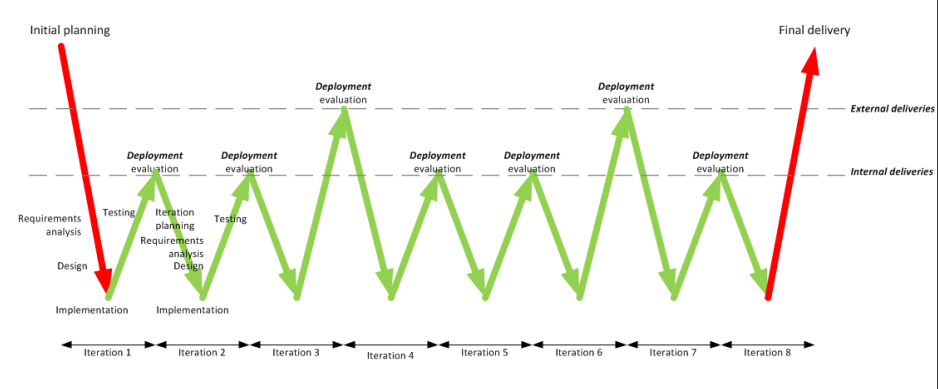 Initial planning
Final delivery
Deployment
evaluation
Deployment
evaluation
External deliveries
Deployment
evaluation
Deployment
evaluation
Deployment
evaluation
Deployment
evaluation
Deployment
evaluation
Internal deliveries
Requirements
analysis
Testing
Iteration
planning
Testing
Requirements
analysis
Design
Design
Implementation
Implementation
Iteration 1
Iteration 2
Iteration 3
Iteration 4
Iteration 5
Iteration 6
Iteration 7
Iteration 8